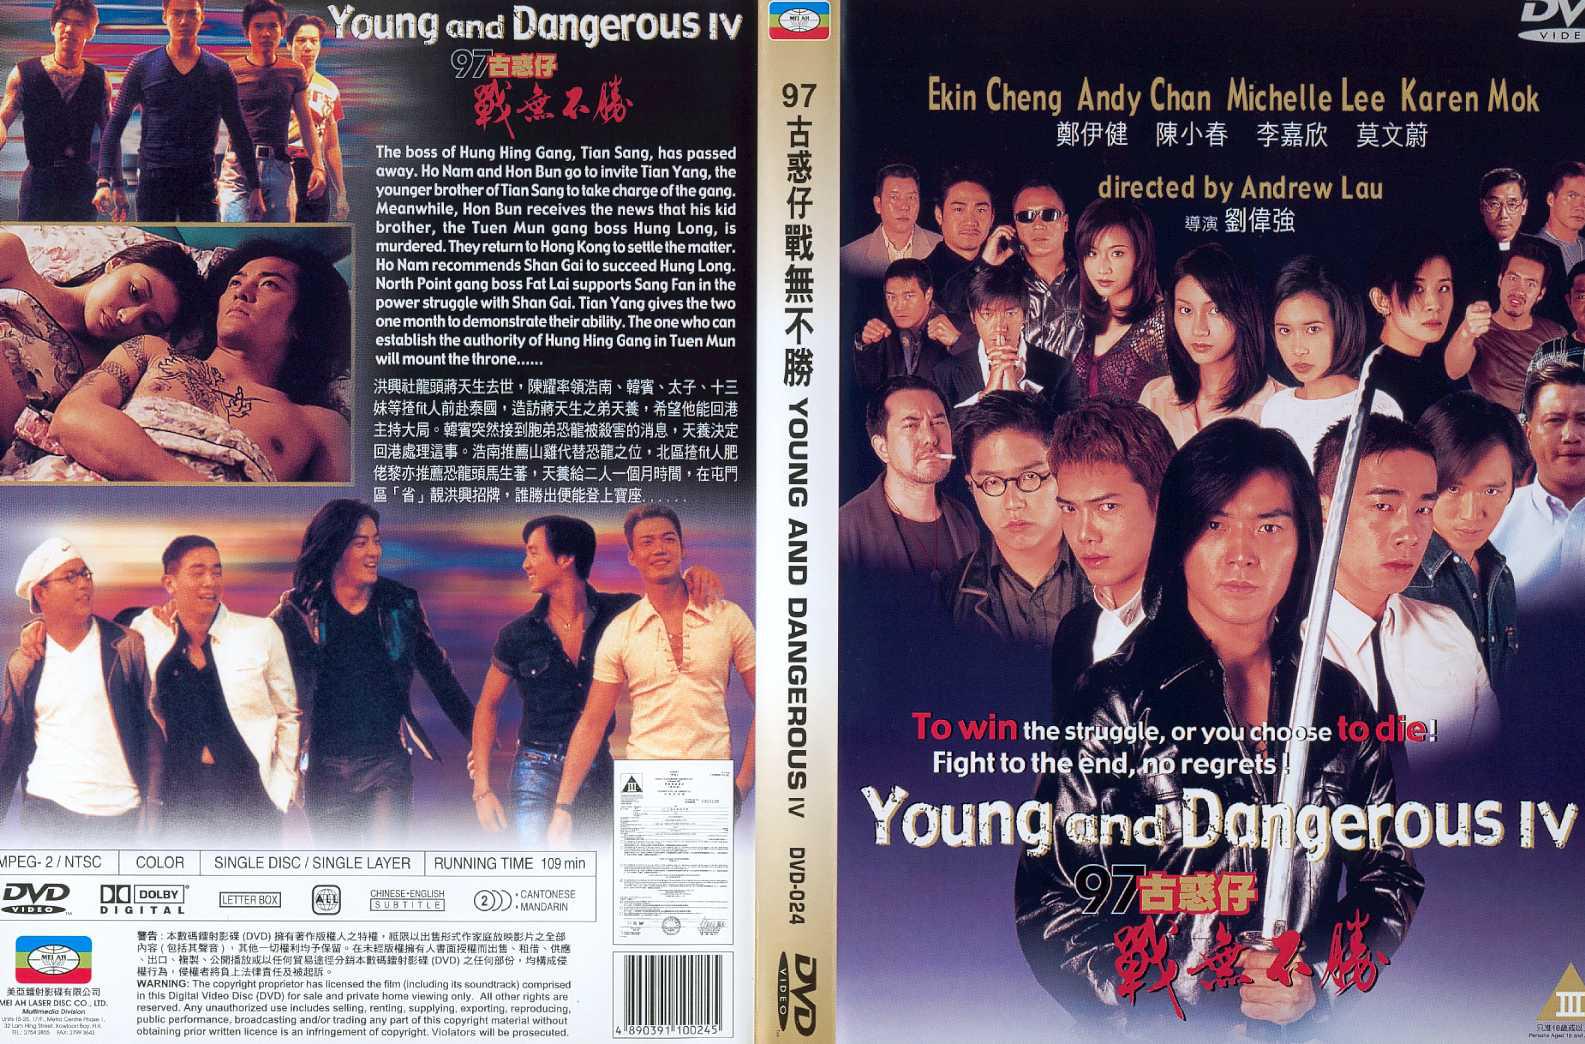 Young and Dangerous IV
97古惑仔
戰無不勝
The boss of Hung Hing Gang, Tian Sang, has passed
away. Ho Nam and Hon Bun go to invite Tian Yang, the
younger brother of Tian Sang to take charge of the gang.
Meanwhile, Hon Bun receives the news that his kid
brother, the Tuen Mun gang boss Hung Long, is
murdered. They return to Hong Kong to settle the matter.
Ho Nam recommends Shan Gai to succeed Hung Long.
North Point gang boss Fat Lai supports Sang Fan in the
power struggle with Shan Gai. Tian Yang gives the two
one month to demonstrate their ability. The one who can
establish the authority of Hung Hing Gang in Tuen Mun
will mount the throne......
洪興社龍頭蔣天生去世，陳耀率領浩南、韓賓、太子、十三
妹等揸fit人前赴泰國，造訪蔣天生之弟天養，希望他能回港
主持大局。韓賓突然接到胞弟恐龍被殺害的消息，天養決定
回港處理這事。浩南推薦山雞代替恐龍之位，北區揸fit人肥
佬黎亦推薦恐龍頭馬生蕃，天養給二人一個月時間，在屯門
區「省」靚洪興招牌，誰勝出便能登上寶座......
MPEG- 2 / NTSC
COLOR
SINGLE DISC / SINGLE LAYER
RUNNING TIME 109 min
DVD
VIDEO
DOLBY
DIGITAL
LETTER BOX
ALL
CHINESE•ENGLISH
SUBTITLE
2 : CANTONESE
• MANDARIN
MEI AH
美亞鐳射影碟有限公司
MEI AH LASER DISC CO., LTD.
Multimedia Division
警告 : 本數碼鐳射影碟 (DVD) 擁有著作版權人之特權，祇限以出售形式作家庭放映影片之全部
內容 (包括其聲音) 、其他一切權利均予保留。在未經版權擁有人書面授權而出售、租借、供應
、出口、複製、公開播放或以任何貿易途徑分銷本數碼鐳射影碟 (DVD) 之任何部份，均構成侵
權行為，侵權者將負上法律責任及被起訴。
WARNING: The copyright proprietor has licensed the film (including its soundtrack) comprised
in this Digital Video Disc (DVD) for sale and private home viewing only. All other rights are
reserved. Any unauthorized use includes selling, renting, supplying, exporting, reproducing,
public performance, broadcasting and/or trading any part of this copyright material without
obtaining prior written licence is an infringement of copyright. Violators will be prosecuted.
III
4 890391 100245
MEI AH
97 古惑仔戰無不勝 YOUNG AND DANGEROUS IV
DVD-024
DVD
VIDEO
DVD
VIDEO
Ekin Cheng Andy Chan Michelle Lee Karen Mok
鄭伊健 陳小春 李嘉欣 莫文蔚
directed by Andrew Lau
導演 劉偉強
To win the struggle, or you choose to die!
Fight to the end, no regrets!
Young and Dangerous IV
97古惑仔
戰無不勝
III